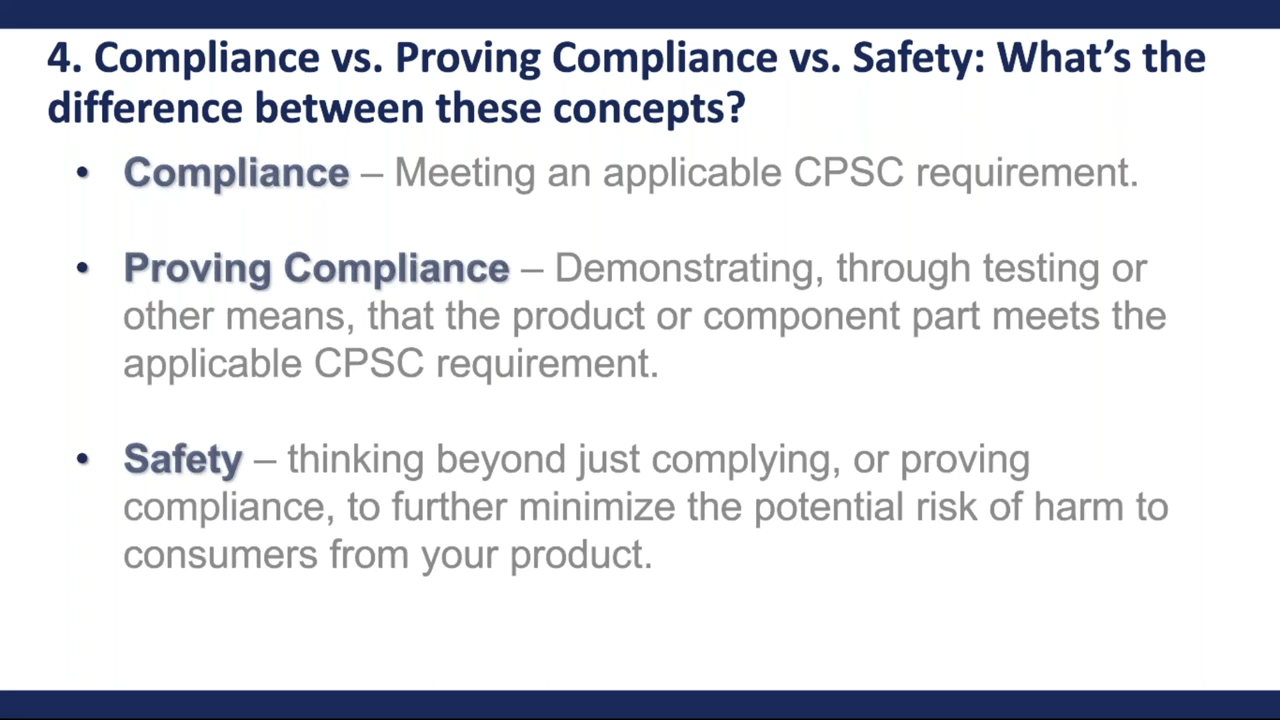 4. Compliance vs. Proving Compliance vs. Safety: What’s the
difference between these concepts?
• Compliance – Meeting an applicable CPSC requirement.
• Proving Compliance – Demonstrating, through testing or
other means, that the product or component part meets the
applicable CPSC requirement.
• Safety – thinking beyond just complying, or proving
compliance, to further minimize the potential risk of harm to
consumers from your product.